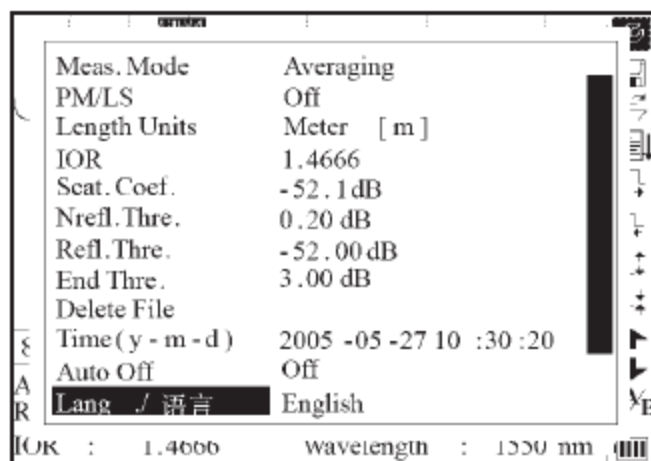 Meas. Mode Averaging
PM/LS Off
Length Units Meter [ m ]
IOR 1.4666
Scat. Coef. -52.1dB
Nrefl.Thre. 0.20 dB
Refl.Thre. -52.00 dB
End Thre. 3.00 dB
Delete File
Time( y - m - d ) 2005 -05 -27 10 :30 :20
Auto Off Off
Lang ./ 语言 English
A
R
IOR : 1.4666 Wavelength : 1550 nm